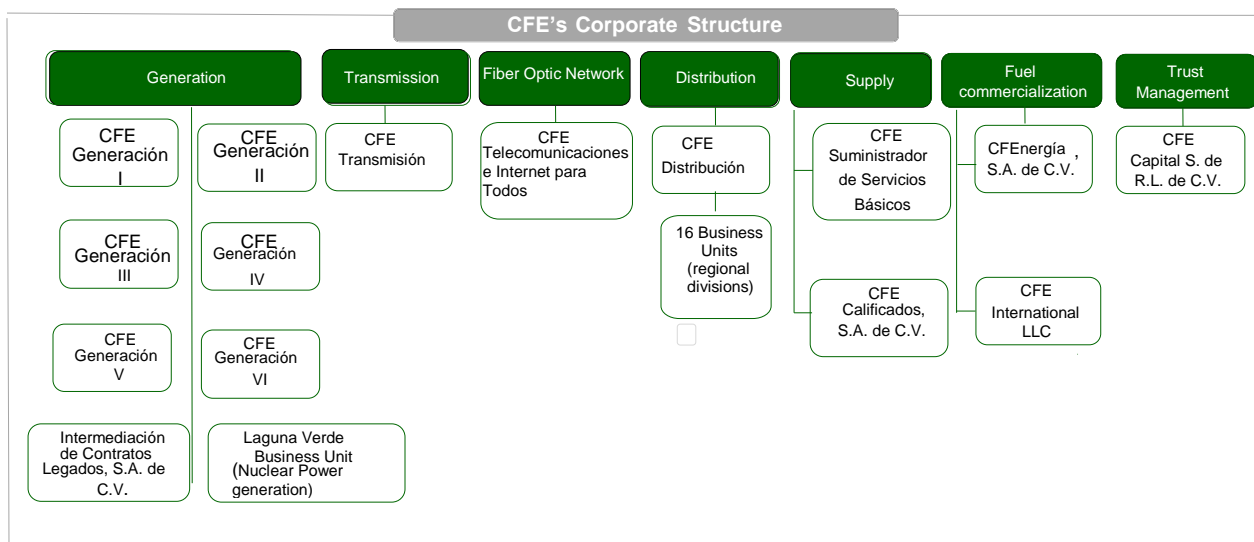 CFE's Corporate Structure
Generation
Transmission
Fiber Optic Network
Distribution
Supply
Fuel
commercialization
Trust
Management
CFE
Generación
I
CFE
Generación
II
CFE
Generación
III
CFE
Generación
IV
CFE
Generación
V
CFE
Generación
VI
Intermediación
de Contratos
Legados, S.A. de
C.V.
Laguna Verde
Business Unit
(Nuclear Power
generation)
CFE
Transmisión
CFE
Telecomunicaciones
e Internet para
Todos
CFE
Distribución
16 Business
Units
(regional
divisions)
CFE
Suministrador
de Servicios
Básicos
CFE
Calificados,
S.A. de C.V.
CFEnergía ,
S.A. de C.V.
CFE
International
LLC
CFE
Capital S. de
R.L. de C.V.